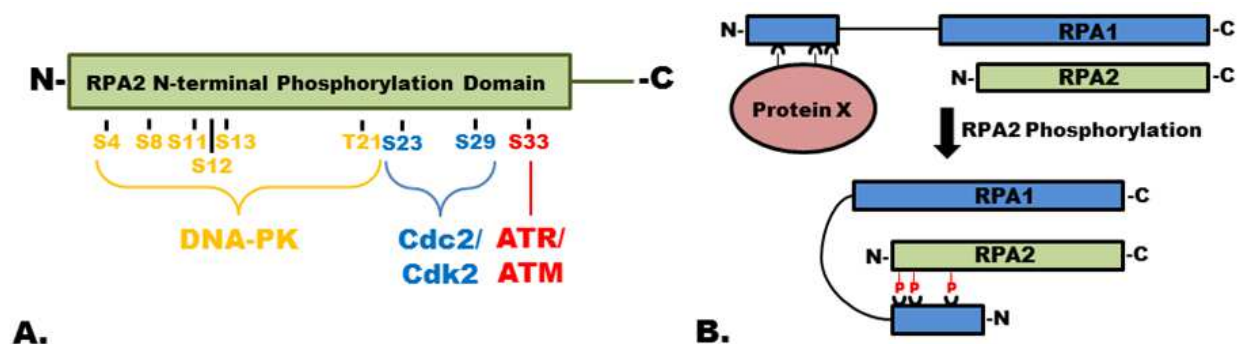 N- RPA2 N-terminal Phosphorylation Domain -C
S4 S8 S11 S13 T21 S23 S29 S33
S12
DNA-PK Cdc2/ ATR/
Cdk2 ATM
A.
N- RPA1 -C
N- RPA2 -C
Protein X
RPA2 Phosphorylation
RPA1 -C
N- RPA2 -C
P P P
-N
B.